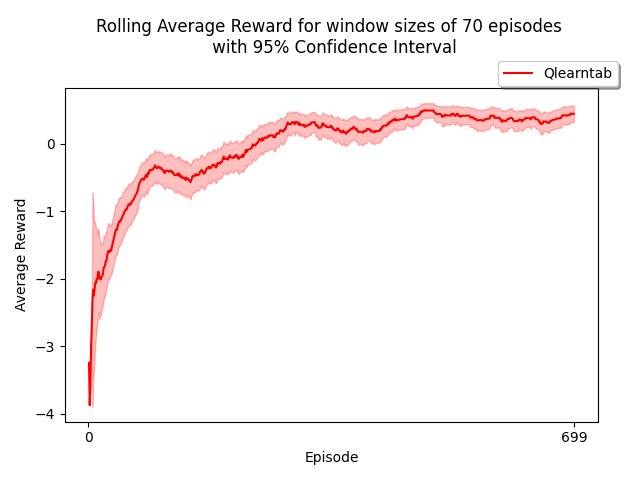 Rolling Average Reward for window sizes of 70 episodes
with 95% Confidence Interval
Qlearntab
Average Reward
0
−1
−2
−3
−4
0
699
Episode